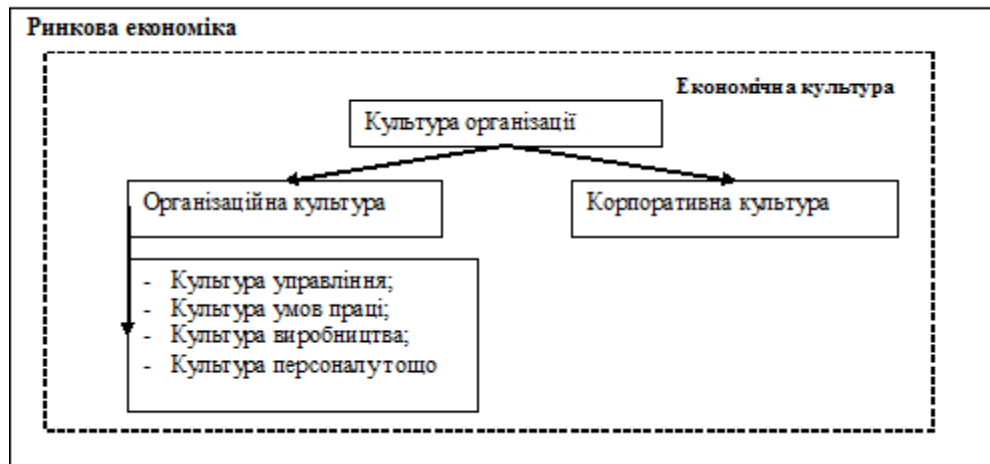 Ринкова економіка
Економічна культура
Культура організації
Організаційна культура
Корпоративна культура
- Культура управління;
- Культура умов праці;
- Культура виробництва;
- Культура персоналу тощо